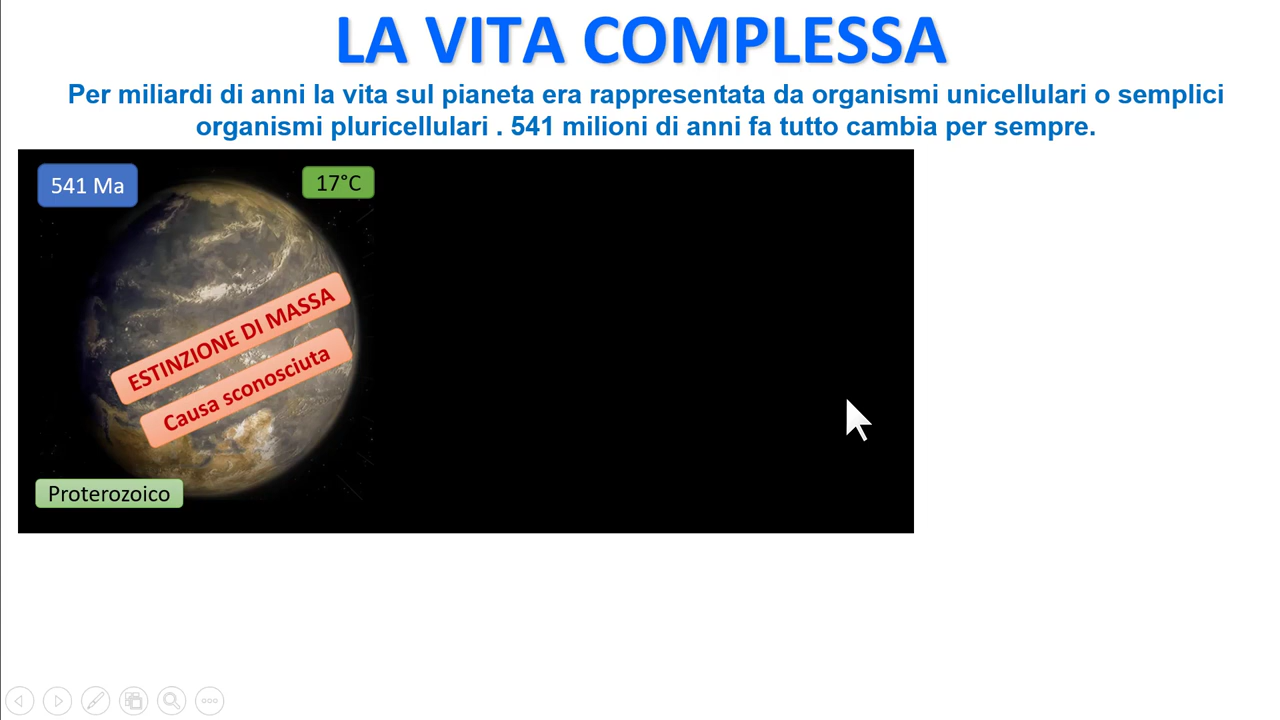 LA VITA COMPLESSA
Per miliardi di anni la vita sul pianeta era rappresentata da organismi unicellulari o semplici
organismi pluricellulari . 541 milioni di anni fa tutto cambia per sempre.
541 Ma
17°C
ESTINZIONE DI MASSA
Causa sconosciuta
Proterozoico